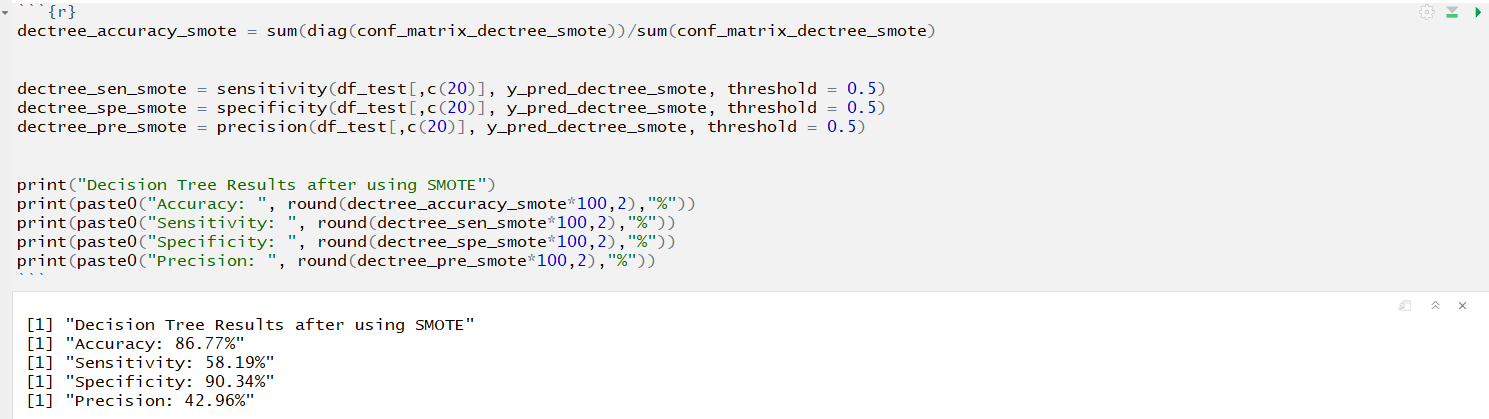 ```{r}
dectree_accuracy_smote = sum(diag(conf_matrix_dectree_smote))/sum(conf_matrix_dectree_smote)
dectree_sen_smote = sensitivity(df_test[,c(20)], y_pred_dectree_smote, threshold = 0.5)
dectree_spe_smote = specificity(df_test[,c(20)], y_pred_dectree_smote, threshold = 0.5)
dectree_pre_smote = precision(df_test[,c(20)], y_pred_dectree_smote, threshold = 0.5)
print("Decision Tree Results after using SMOTE")
print(paste0("Accuracy: ", round(dectree_accuracy_smote*100,2),"%"))
print(paste0("Sensitivity: ", round(dectree_sen_smote*100,2),"%"))
print(paste0("Specificity: ", round(dectree_spe_smote*100,2),"%"))
print(paste0("Precision: ", round(dectree_pre_smote*100,2),"%"))
```
[1] "Decision Tree Results after using SMOTE"
[1] "Accuracy: 86.77%"
[1] "Sensitivity: 58.19%"
[1] "Specificity: 90.34%"
[1] "Precision: 42.96%"